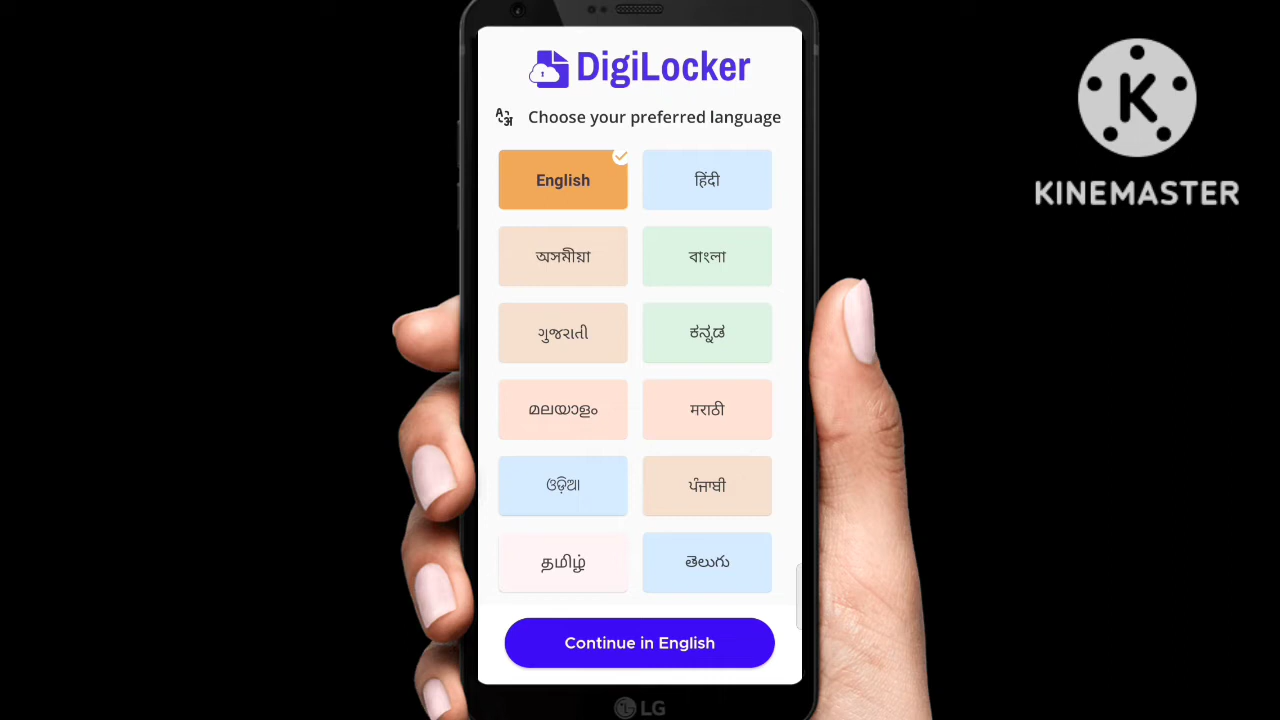 DigiLocker
Choose your preferred language
English
हिंदी
অসমীয়া
বাংলা
ગુજરાતી
ಕನ್ನಡ
മലയാളം
मराठी
ଓଡ଼ିଆ
ਪੰਜਾਬੀ
தமிழ்
తెలుగు
Continue in English
LG
K
KINEMASTER